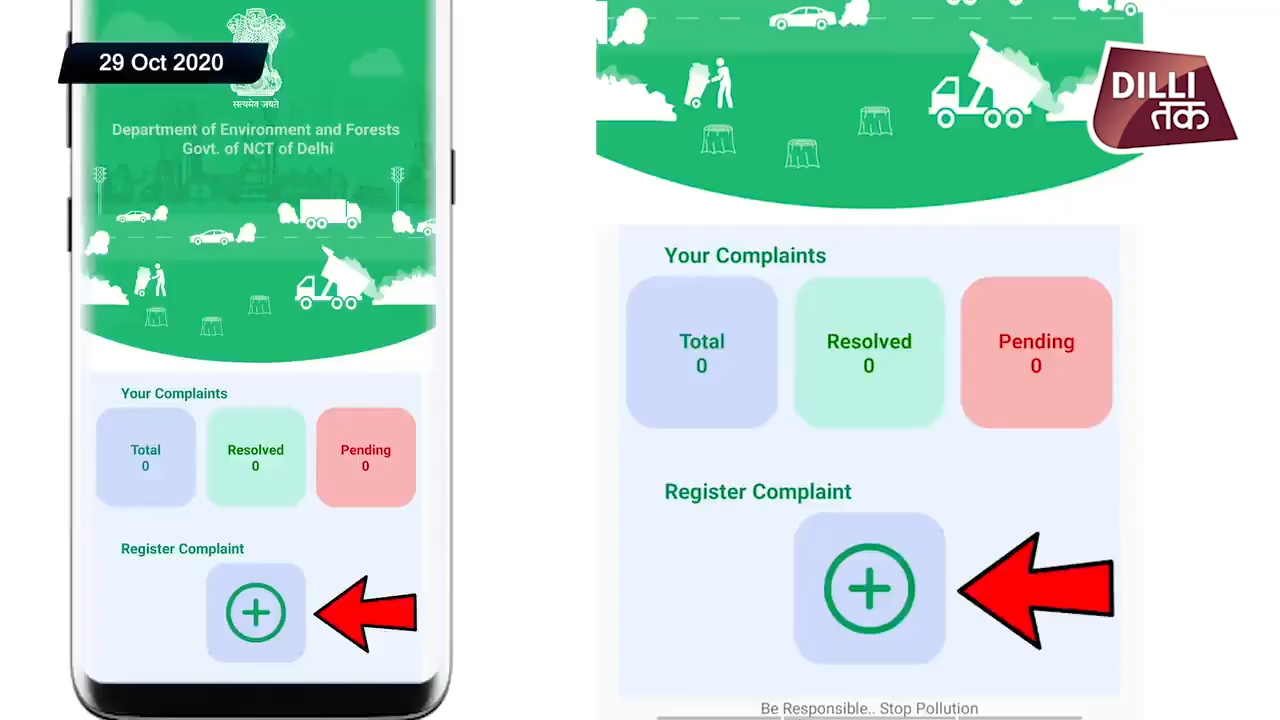 29 Oct 2020
सत्यमेव जयते
Department of Environment and Forests
Govt. of NCT of Delhi
Your Complaints
Total
0
Resolved
0
Pending
0
Register Complaint
DILLI
तक
Your Complaints
Total
0
Resolved
0
Pending
0
Register Complaint
Be Responsible.. Stop Pollution